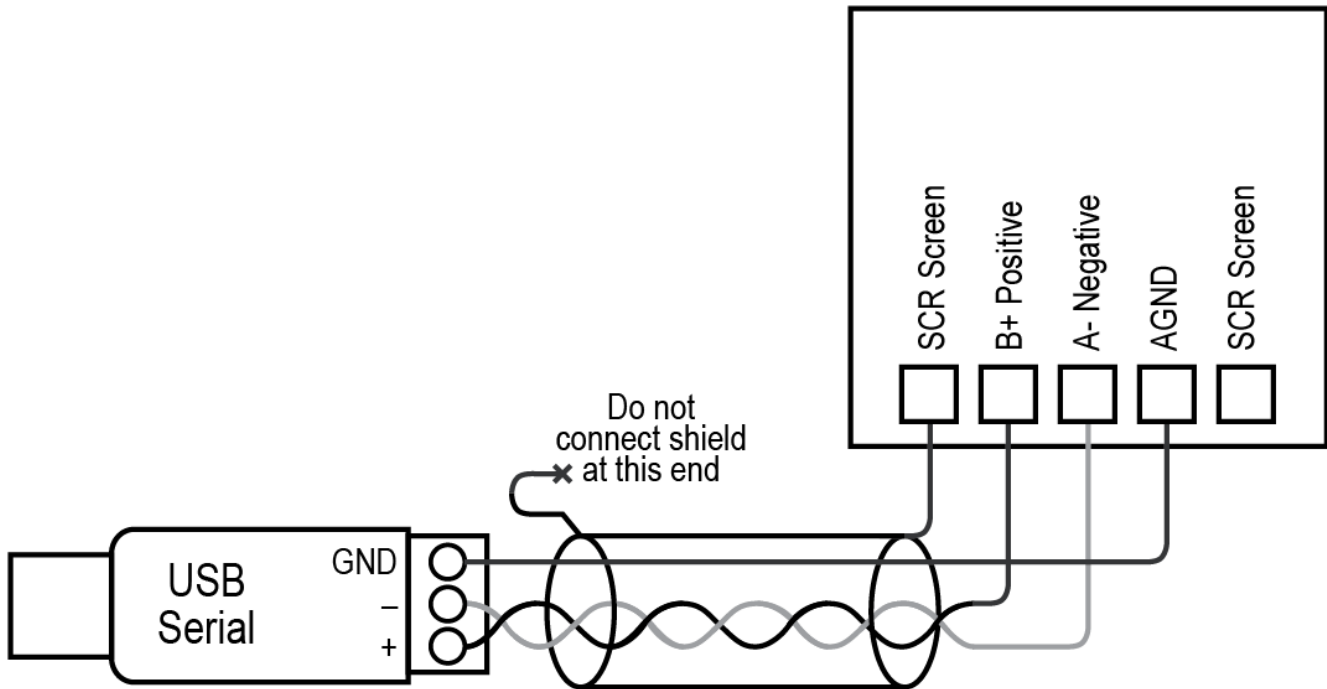 SCR Screen
B+ Positive
A- Negative
AGND
SCR Screen
Do not
connect shield
at this end
USB
Serial
GND
–
+